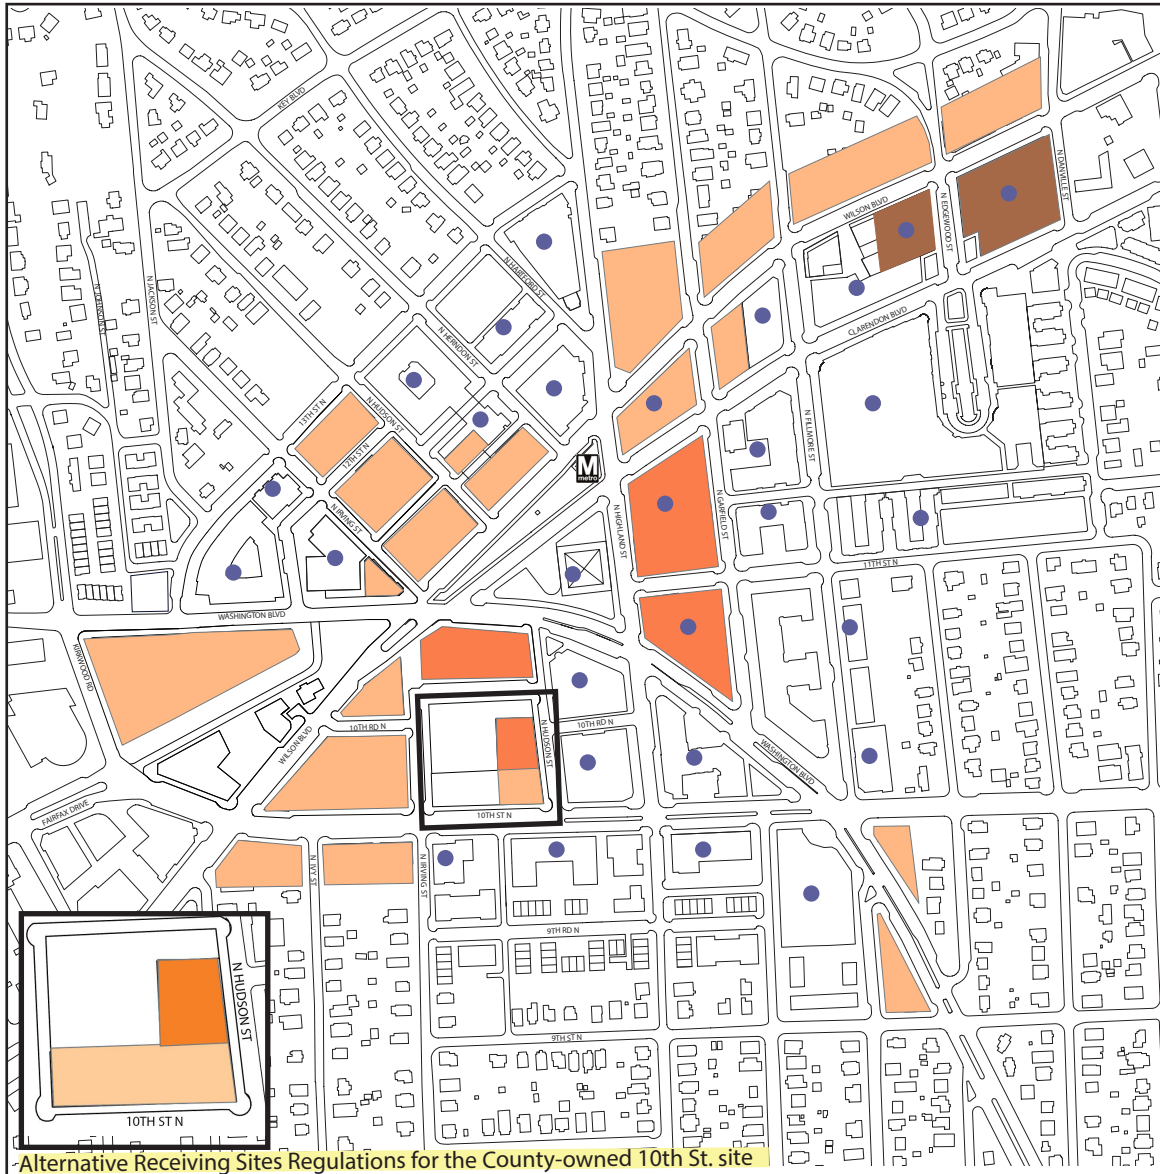 KEY BLVD
N DANVILLE ST
WILSON BLVD
N EDGEWOOD ST
N HARTFORD ST
N JACKSON ST
N JOHNSON ST
N HERNDON ST
CLARENDON BLVD
13TH ST N
N HUDSON ST
12TH ST N
N FILLMORE ST
M
metro
N IRVING ST
N HIGHLAND ST
N GARFIELD ST
11TH ST N
WASHINGTON BLVD
KIRKWOOD RD
10TH RD N
N HUDSON ST
10TH RD N
WILSON BLVD
WASHINGTON BLVD
FAIRFAX DRIVE
10TH ST N
N IVY ST
N IRVING ST
9TH RD N
N HUDSON ST
9TH ST N
10TH ST N
Alternative Receiving Sites Regulations for the County-owned 10th St. site